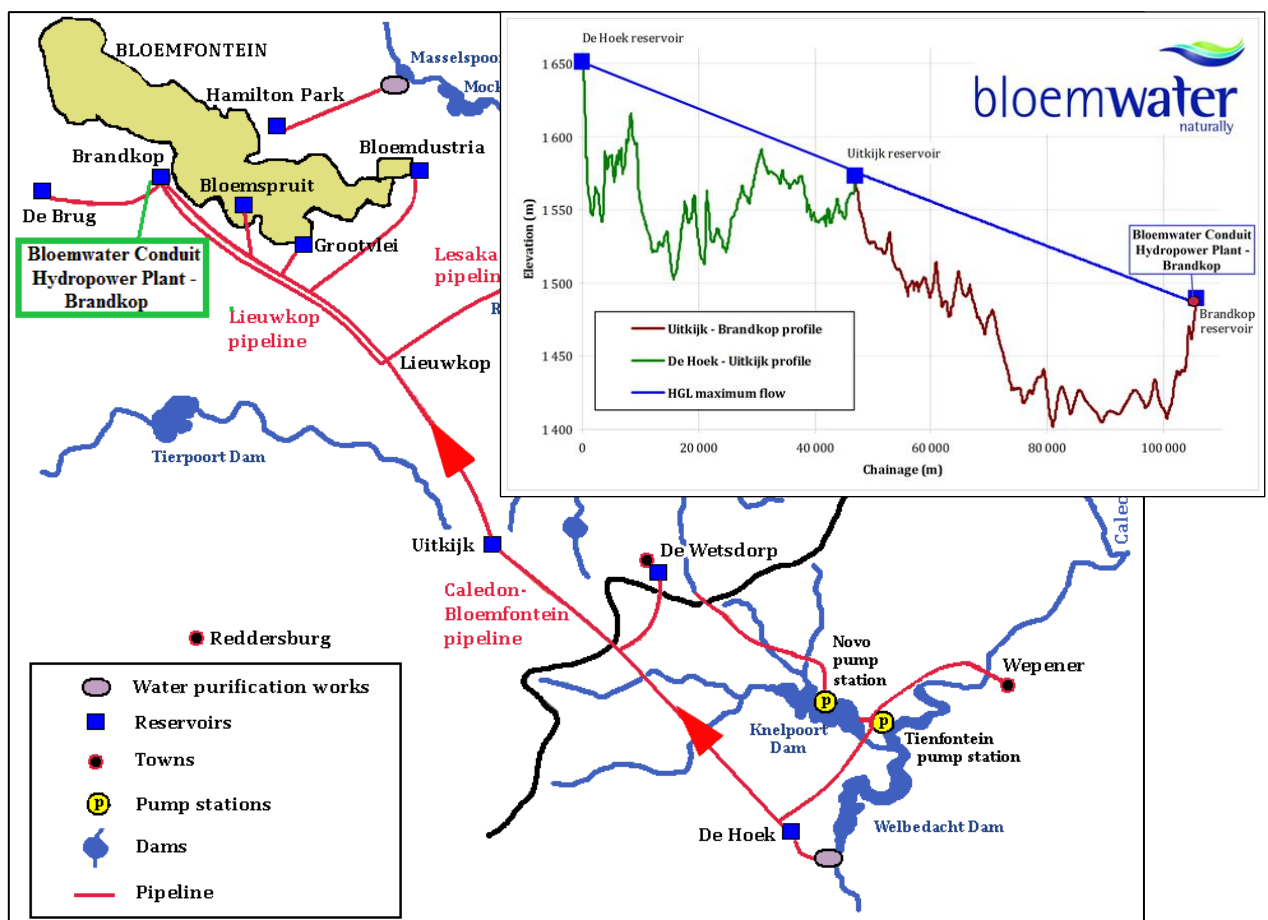 BLOEMFONTEIN
Masselspoor
Mock
Hamilton Park
Bloemdustria
Brandkop
Bloemspruit
De Brug
Grootvlei
Bloemwater Conduit
Hydropower Plant -
Brandkop
Lesaka
pipelin
R
Lieuwkop
pipeline
Lieuwkop
Tierpoort Dam
De Hoek reservoir
bloemwater
naturally
Uitkijk reservoir
Bloemwater Conduit
Hydropower Plant -
Brandkop
Brandkop
reservoir
Elevation (m)
1 650
1 600
1 550
1 500
1 450
1 400
Uitkijk - Brandkop profile
De Hoek - Uitkijk profile
HGL maximum flow
0
20 000
40 000
60 000
80 000
100 000
Chainage (m)
Caled
Uitkijk
De Wetsdorp
Caledon-
Bloemfontein
pipeline
Reddersburg
Novo
pump
station
Wepener
P
P
Knelpoort
Dam
Tienfontein
pump station
De Hoek
Welbedacht Dam
Water purification works
Reservoirs
Towns
P
Pump stations
Dams
Pipeline